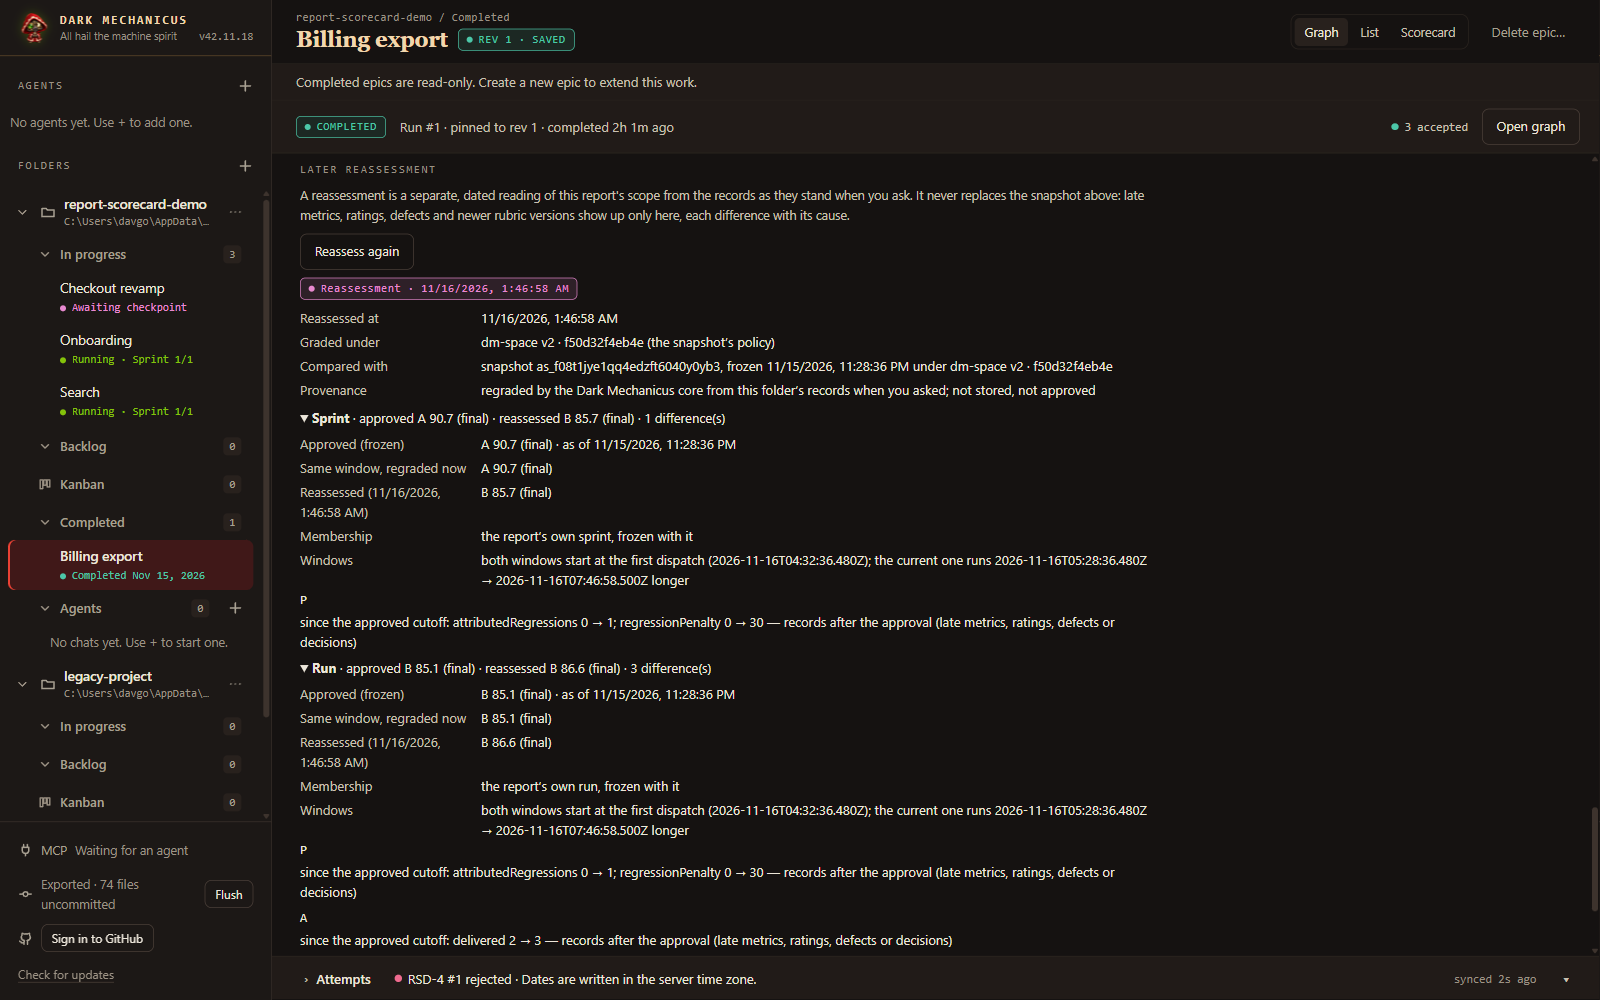 DARK MECHANICUS
All hail the machine spirit v42.11.18
AGENTS
No agents yet. Use + to add one.
FOLDERS
report-scorecard-demo
C:\Users\davgo\AppData\…
In progress 3
Checkout revamp
Awaiting checkpoint
Onboarding
Running · Sprint 1/1
Search
Running · Sprint 1/1
Backlog 0
Kanban 0
Completed 1
Billing export
Completed Nov 15, 2026
Agents 0
No chats yet. Use + to start one.
legacy-project
C:\Users\davgo\AppData\…
In progress 0
Backlog 0
Kanban 0
MCP Waiting for an agent
Exported · 74 files
uncommitted
Flush
Sign in to GitHub
Check for updates
report-scorecard-demo / Completed
Billing export REV 1 · SAVED
Graph List Scorecard Delete epic…
Completed epics are read-only. Create a new epic to extend this work.
COMPLETED Run #1 · pinned to rev 1 · completed 2h 1m ago 3 accepted Open graph
LATER REASSESSMENT
A reassessment is a separate, dated reading of this report's scope from the records as they stand when you ask. It never replaces the snapshot above: late
metrics, ratings, defects and newer rubric versions show up only here, each difference with its cause.
Reassess again
Reassessment · 11/16/2026, 1:46:58 AM
Reassessed at 11/16/2026, 1:46:58 AM
Graded under dm-space v2 · f50d32f4eb4e (the snapshot's policy)
Compared with snapshot as_f08t1jye1qq4edzft6040y0yb3, frozen 11/15/2026, 11:28:36 PM under dm-space v2 · f50d32f4eb4e
Provenance regraded by the Dark Mechanicus core from this folder's records when you asked; not stored, not approved
Sprint · approved A 90.7 (final) · reassessed B 85.7 (final) · 1 difference(s)
Approved (frozen) A 90.7 (final) · as of 11/15/2026, 11:28:36 PM
Same window, regraded now A 90.7 (final)
Reassessed (11/16/2026, B 85.7 (final)
1:46:58 AM)
Membership the report's own sprint, frozen with it
Windows both windows start at the first dispatch (2026-11-16T04:32:36.480Z); the current one runs 2026-11-16T05:28:36.480Z
→ 2026-11-16T07:46:58.500Z longer
P
since the approved cutoff: attributedRegressions 0 → 1; regressionPenalty 0 → 30 — records after the approval (late metrics, ratings, defects or
decisions)
Run · approved B 85.1 (final) · reassessed B 86.6 (final) · 3 difference(s)
Approved (frozen) B 85.1 (final) · as of 11/15/2026, 11:28:36 PM
Same window, regraded now B 85.1 (final)
Reassessed (11/16/2026, B 86.6 (final)
1:46:58 AM)
Membership the report's own run, frozen with it
Windows both windows start at the first dispatch (2026-11-16T04:32:36.480Z); the current one runs 2026-11-16T05:28:36.480Z
→ 2026-11-16T07:46:58.500Z longer
P
since the approved cutoff: attributedRegressions 0 → 1; regressionPenalty 0 → 30 — records after the approval (late metrics, ratings, defects or
decisions)
A
since the approved cutoff: delivered 2 → 3 — records after the approval (late metrics, ratings, defects or decisions)
Attempts RSD-4 #1 rejected · Dates are written in the server time zone. synced 2s ago